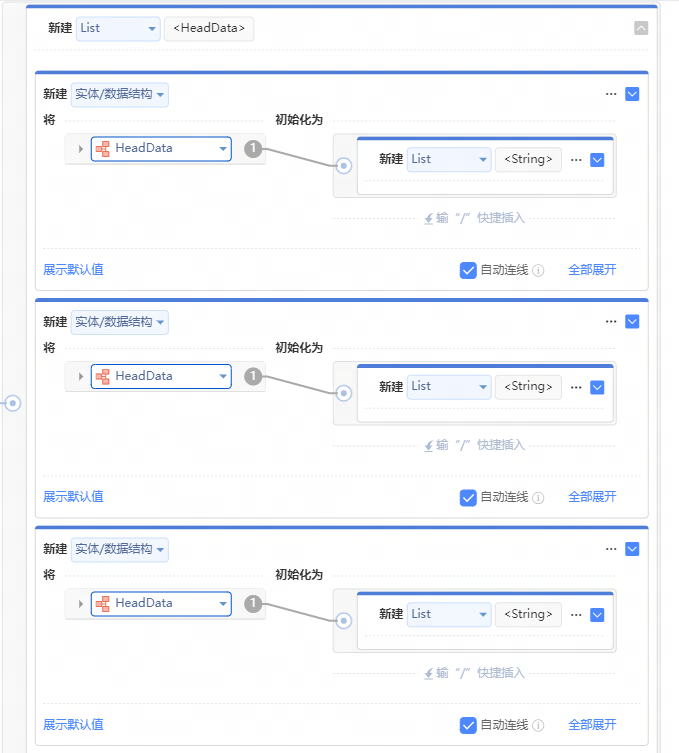 新建 List <HeadData>
新建 实体/数据结构 ...
将 初始化为
HeadData 1 新建 List <String> ...
输 “/” 快捷插入
展示默认值 自动连线 全部展开
新建 实体/数据结构 ...
将 初始化为
HeadData 1 新建 List <String> ...
输 “/” 快捷插入
展示默认值 自动连线 全部展开
新建 实体/数据结构 ...
将 初始化为
HeadData 1 新建 List <String> ...
输 “/” 快捷插入
展示默认值 自动连线 全部展开